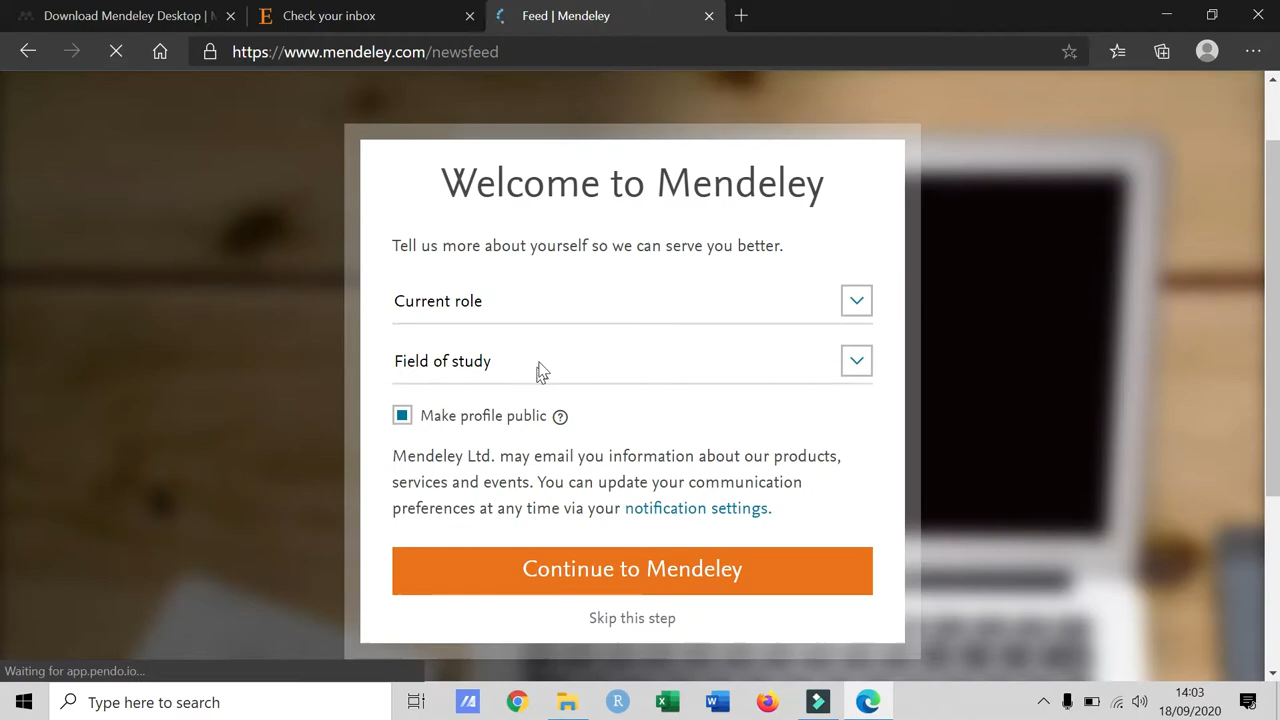 Download Mendeley Desktop |
Check your inbox
Feed | Mendeley
https://www.mendeley.com/newsfeed
Welcome to Mendeley
Tell us more about yourself so we can serve you better.
Current role
Field of study
Make profile public ?
Mendeley Ltd. may email you information about our products,
services and events. You can update your communication
preferences at any time via your notification settings.
Continue to Mendeley
Skip this step
Waiting for app.pendo.io...
Type here to search
14:03
18/09/2020